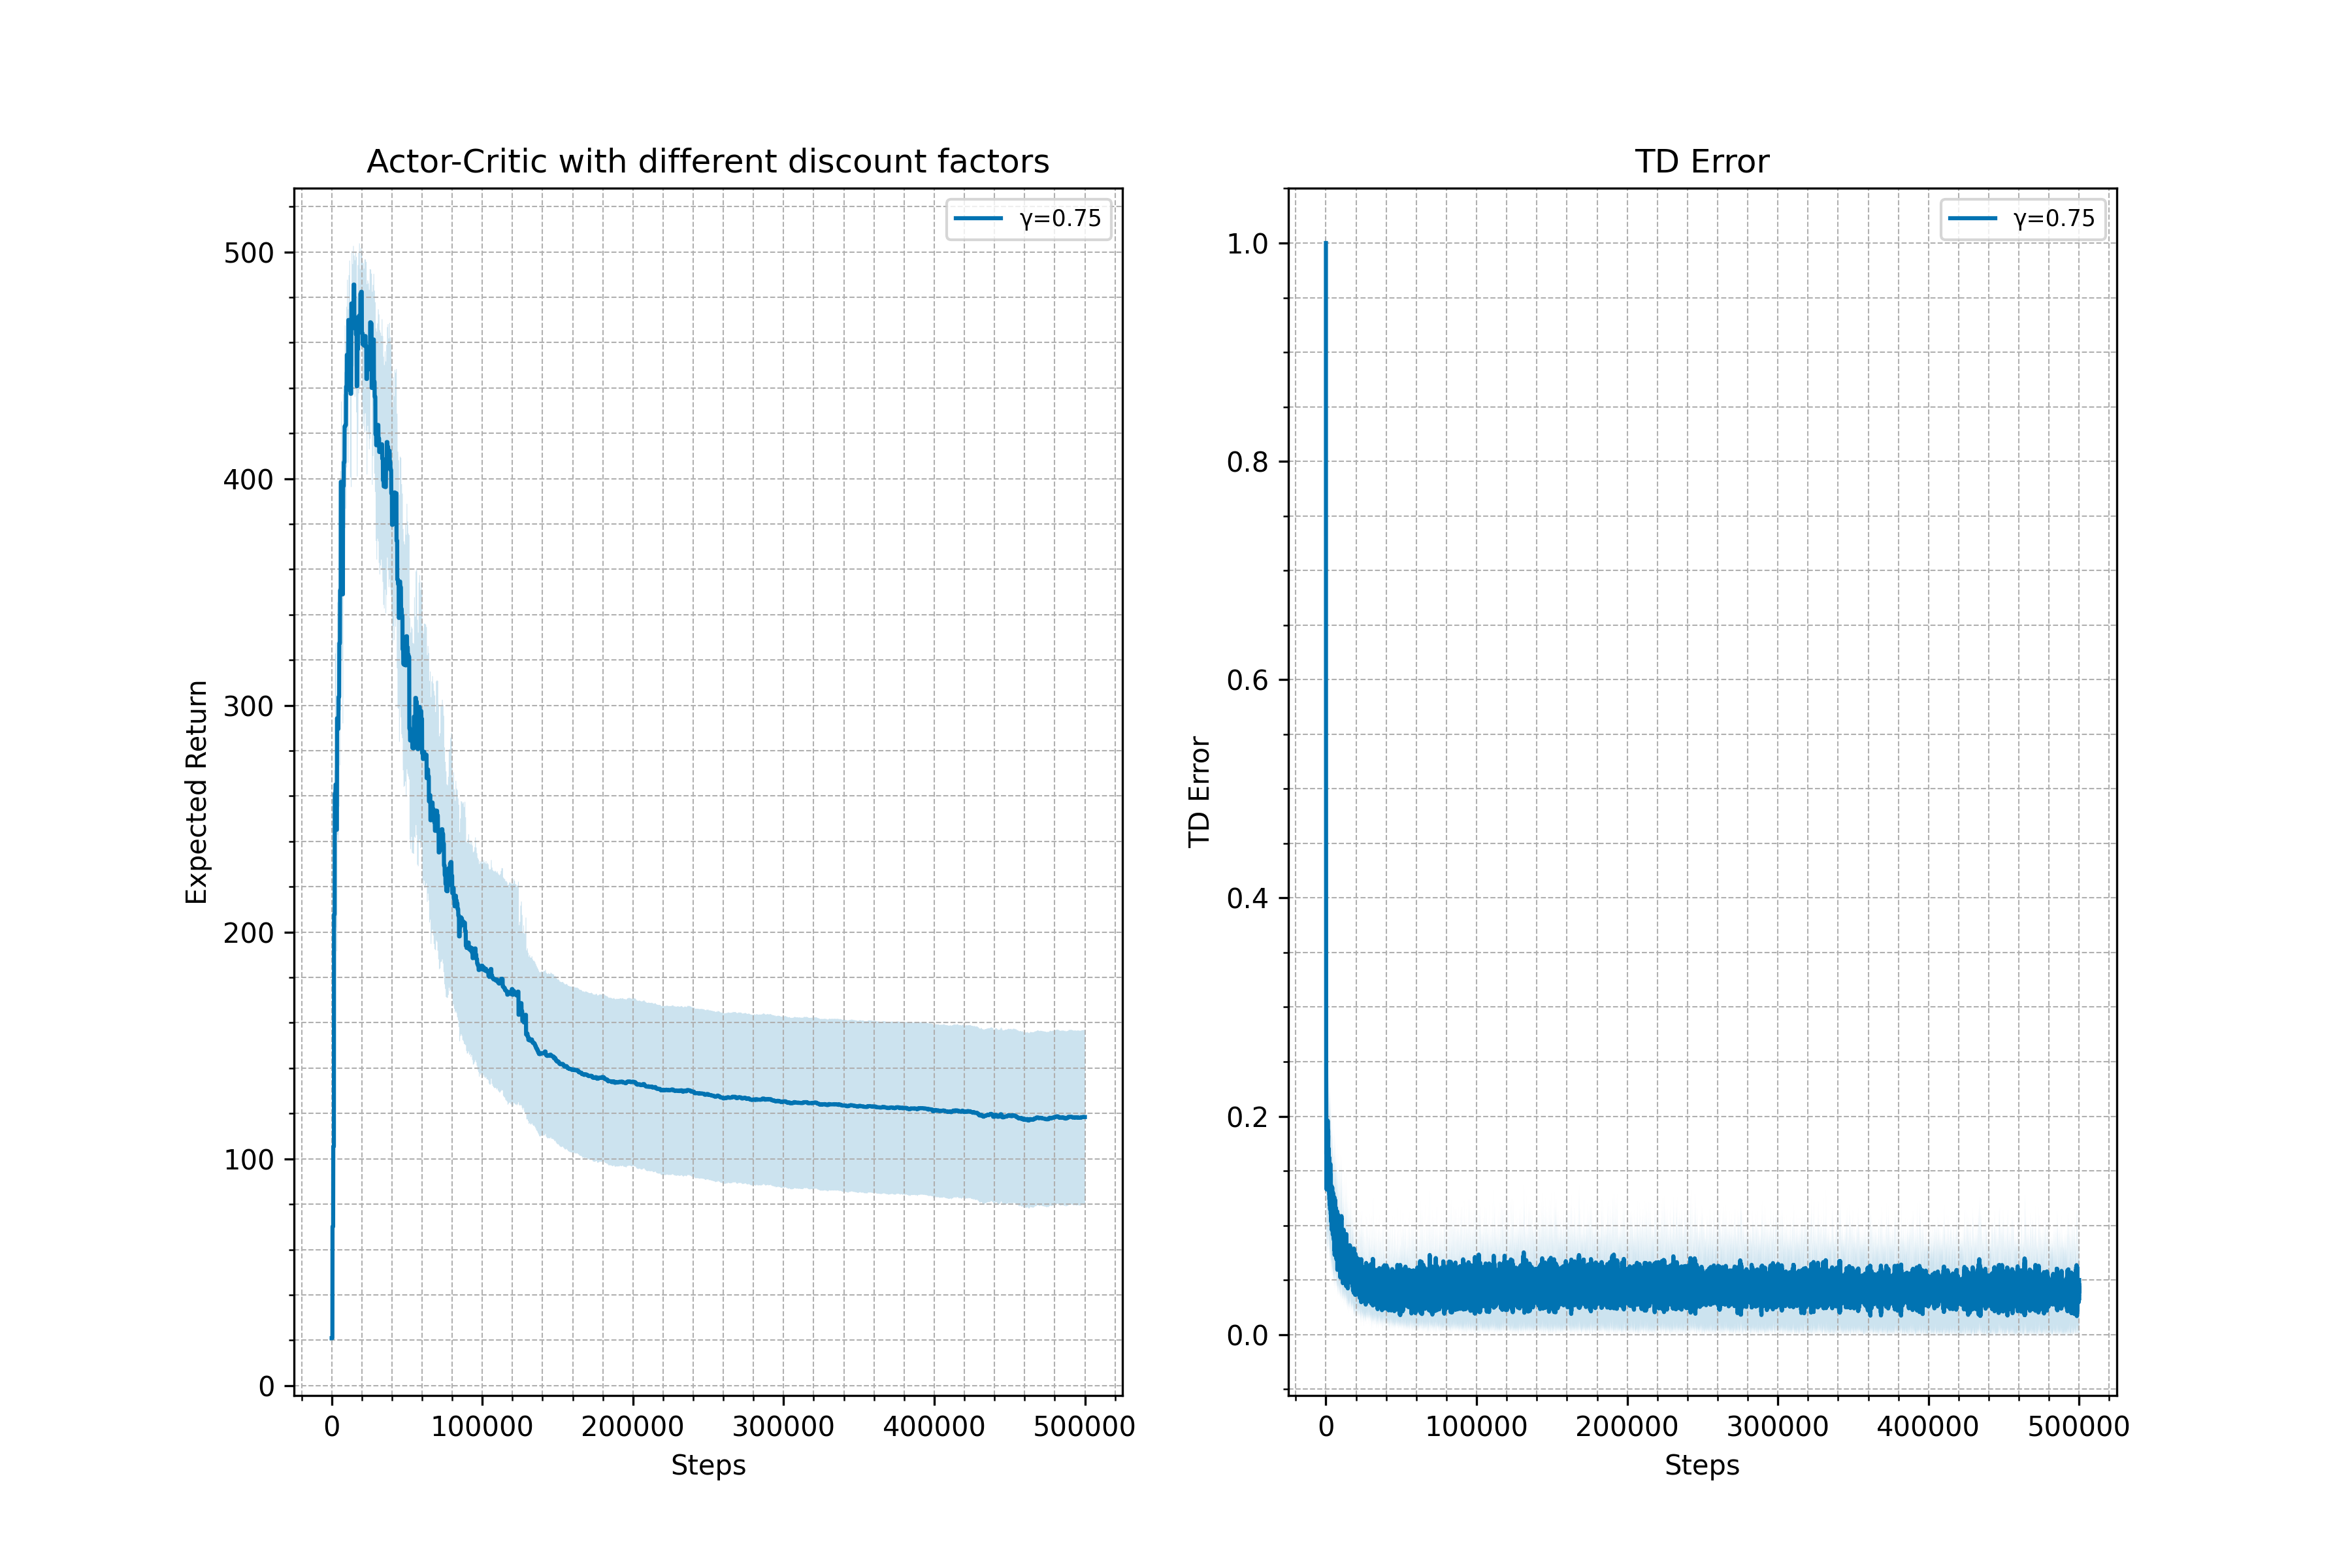 Actor-Critic with different discount factors
γ=0.75
500
400
300
200
100
0
Expected Return
0 100000 200000 300000 400000 500000
Steps
TD Error
γ=0.75
1.0
0.8
0.6
0.4
0.2
0.0
TD Error
0 100000 200000 300000 400000 500000
Steps